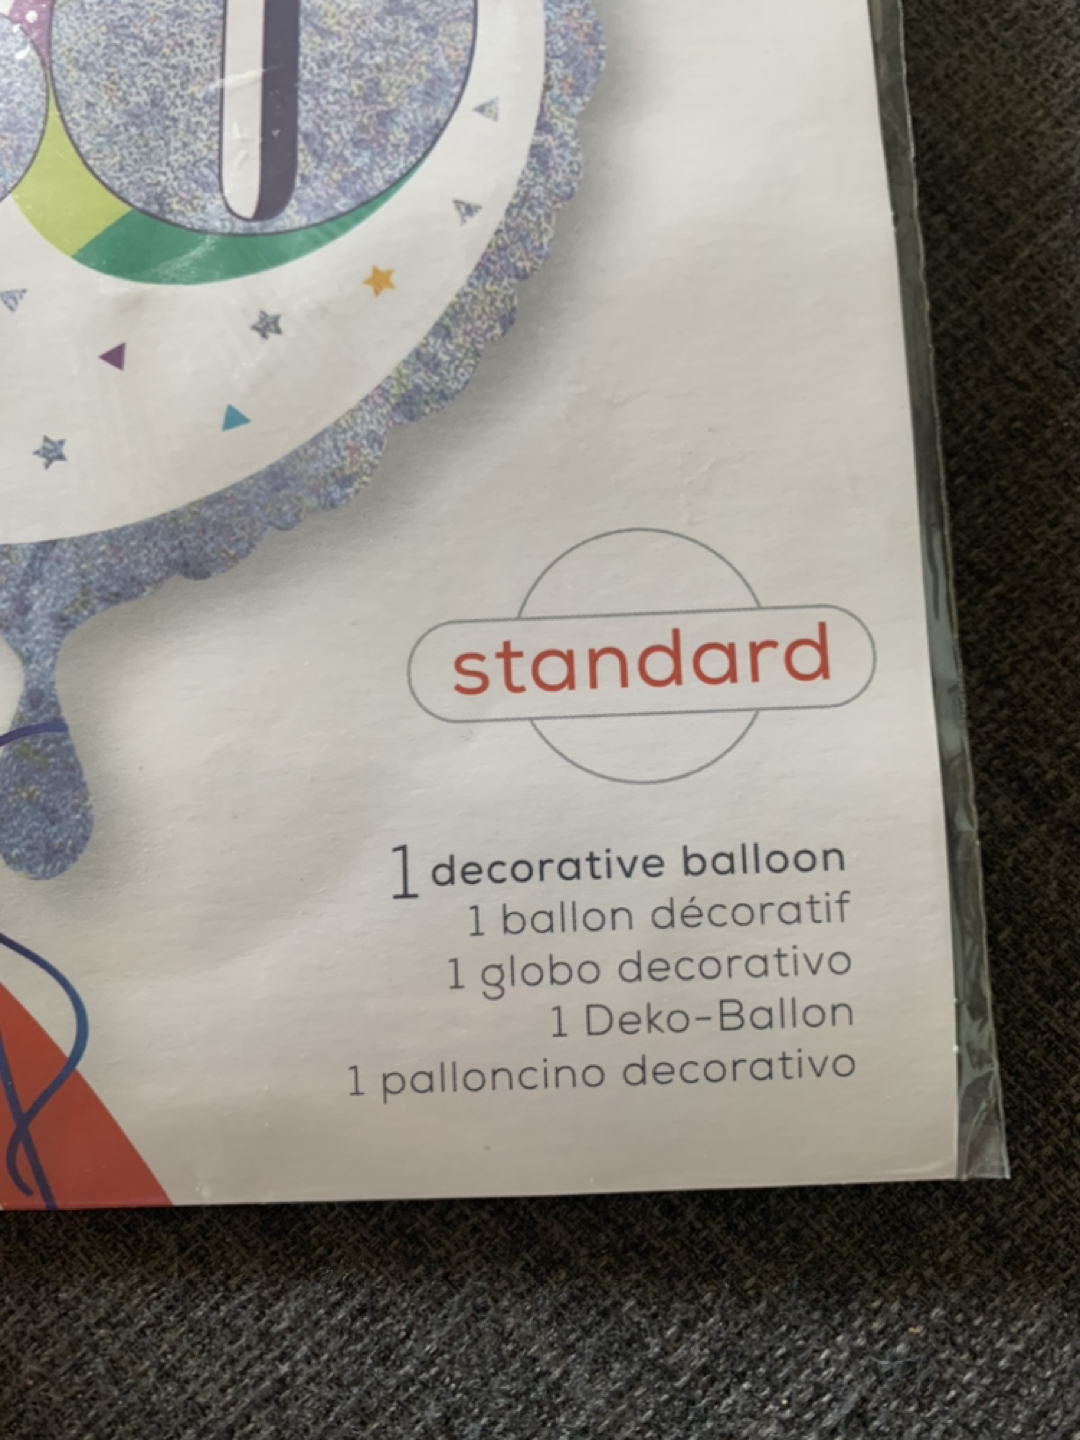 standard
1 decorative balloon
1 ballon décoratif
1 globo decorativo
1 Deko-Ballon
1 palloncino decorativo